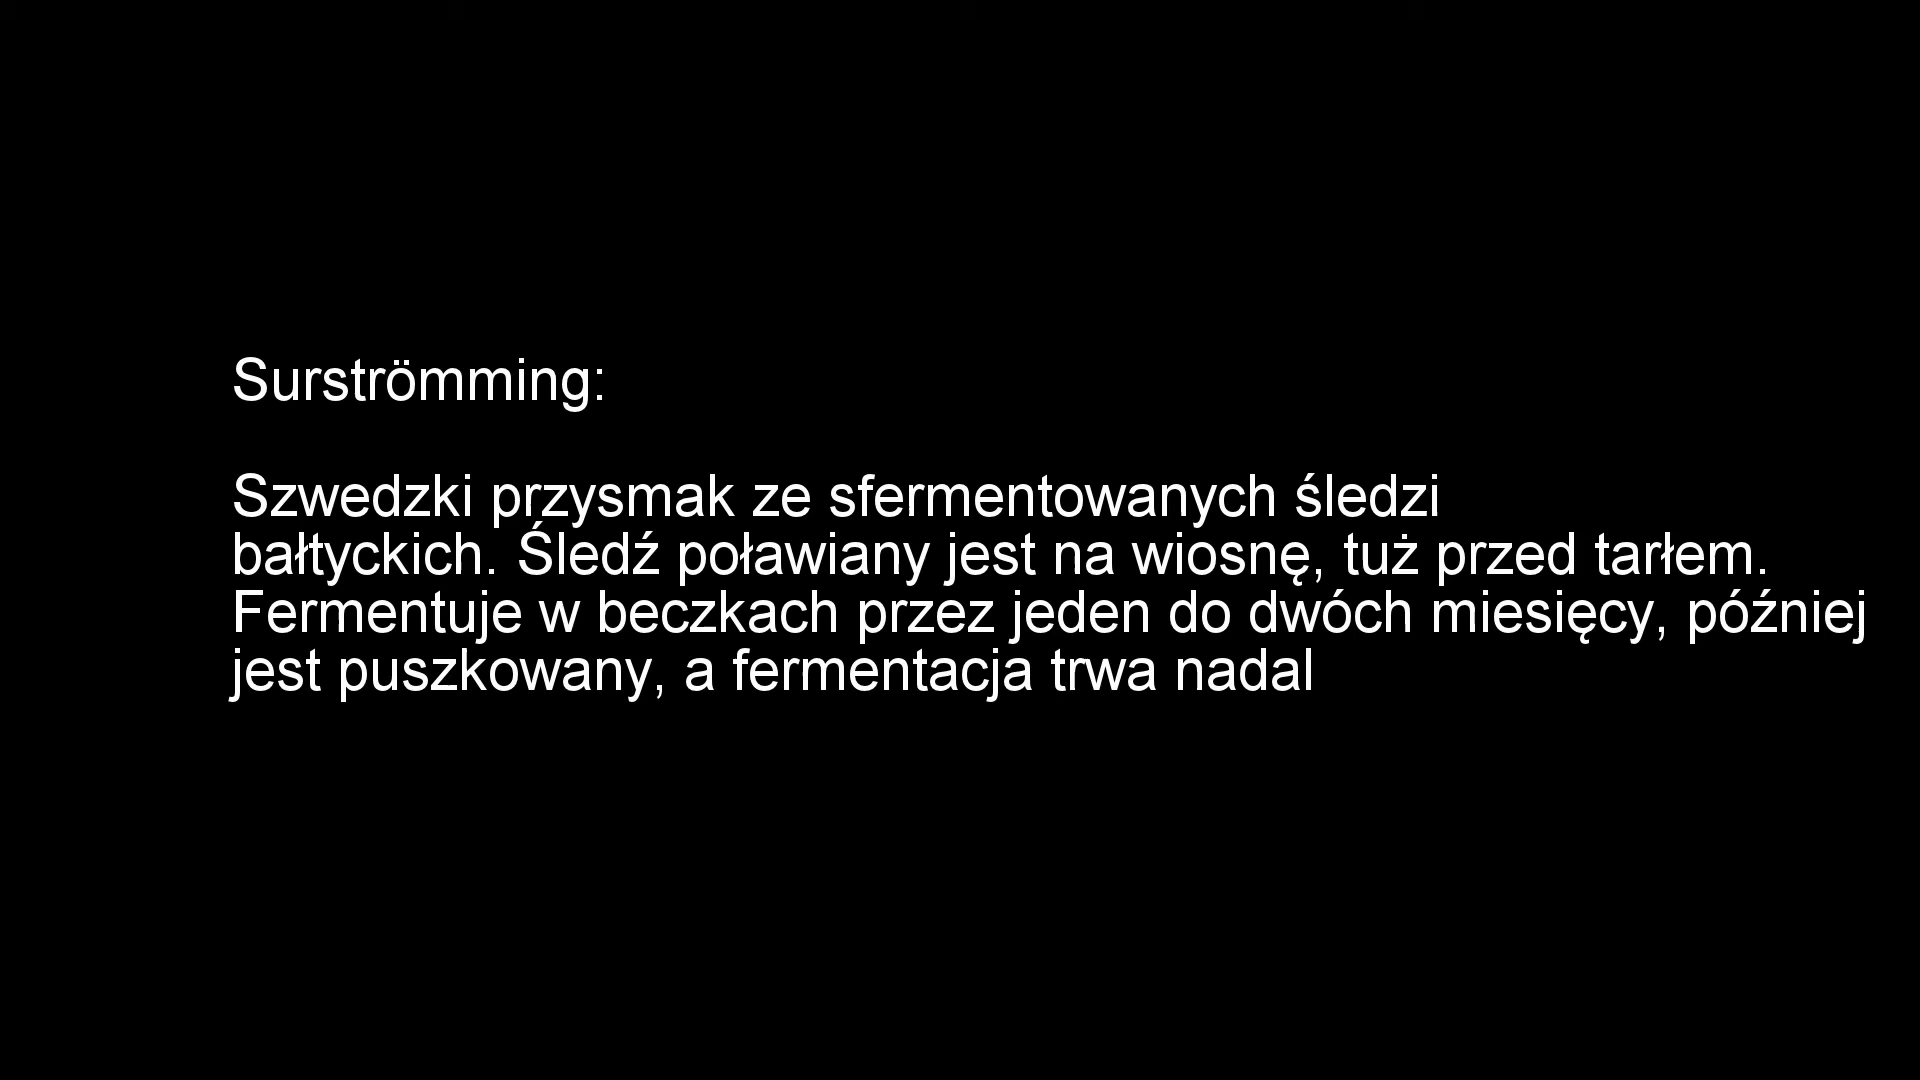 Surströmming:
Szwedzki przysmak ze sfermentowanych śledzi
bałtyckich. Śledź poławiany jest na wiosnę, tuż przed tarłem.
Fermentuje w beczkach przez jeden do dwóch miesięcy, później
jest puszkowany, a fermentacja trwa nadal